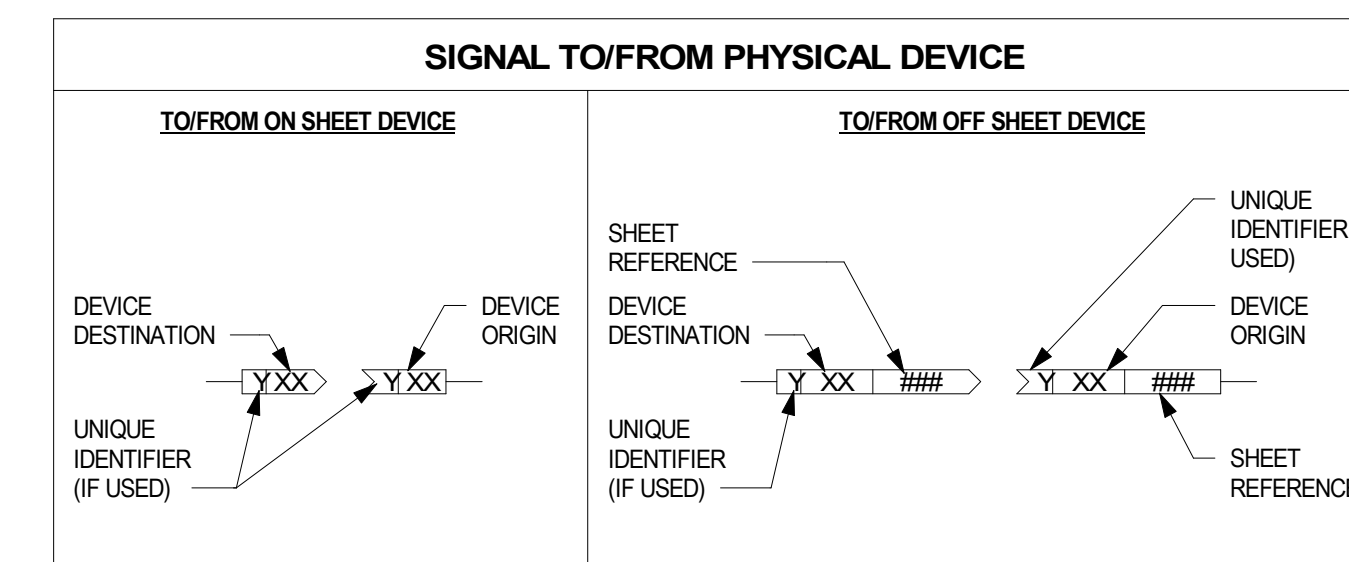 SIGNAL TO/FROM PHYSICAL DEVICE
TO/FROM ON SHEET DEVICE
DEVICE
DESTINATION
DEVICE
ORIGIN
Y XX
Y XX
UNIQUE
IDENTIFIER
(IF USED)
TO/FROM OFF SHEET DEVICE
SHEET
REFERENCE
DEVICE
DESTINATION
UNIQUE
IDENTIFIER
USED)
DEVICE
ORIGIN
Y XX ###
Y XX ###
UNIQUE
IDENTIFIER
(IF USED)
SHEET
REFERENCE